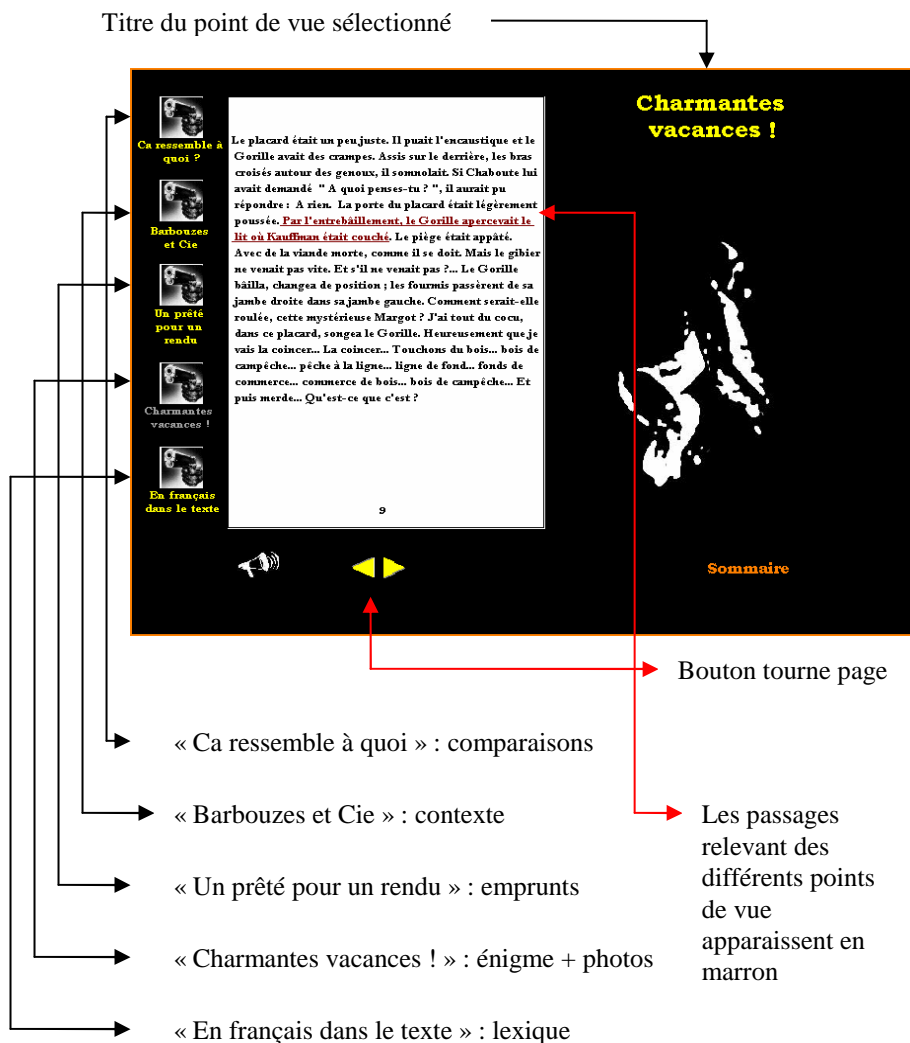 Titre du point de vue sélectionné
Charmantes
vacances !
Ca ressemble à
quoi ?
Barbouzes
et Cie
Un prêté
pour un
rendu
Charmantes
vacances !
En français
dans le texte
Le placard était un peu juste. Il puait l'encaustique et le
Gorille avait des crampes. Assis sur le derrière, les bras
croisés autour des genoux, il somnolait. Si Chaboute lui
avait demandé " A quoi penses-tu ? ", il aurait pu
répondre : A rien. La porte du placard était légèrement
poussée. Par l'entrebâillement, le Gorille apercevait le
lit où Kauffman était couché. Le piège était appâté.
Avec de la viande morte, comme il se doit. Mais le gibier
ne venait pas vite. Et s'il ne venait pas ?... Le Gorille
bâilla, changea de position ; les fourmis passèrent de sa
jambe droite dans sa jambe gauche. Comment serait-elle
roulée, cette mystérieuse Margot ? J'ai tout du cocu,
dans ce placard, songea le Gorille. Heureusement que je
vais la coincer... La coincer... Touchons du bois... bois de
campêche... pêche à la ligne... ligne de fond... fonds de
commerce... commerce de bois... bois de campêche... Et
puis merde... Qu'est-ce que c'est ?
9
Sommaire
Bouton tourne page
« Ca ressemble à quoi » : comparaisons
« Barbouzes et Cie » : contexte
« Un prêté pour un rendu » : emprunts
« Charmantes vacances ! » : énigme + photos
« En français dans le texte » : lexique
Les passages
relevant des
différents points
de vue
apparaissent en
marron